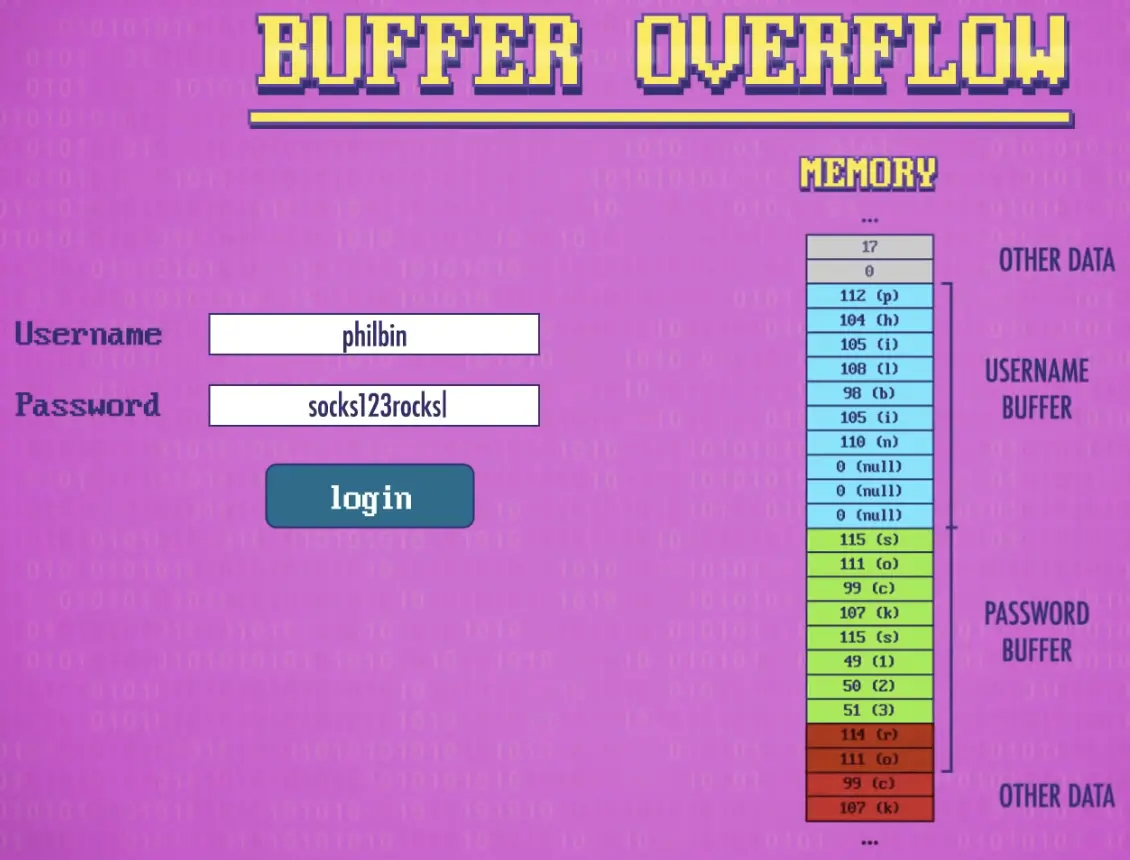 BUFFER OVERFLOW
MEMORY
...
17
OTHER DATA
0
112 (p)
104 (h)
Username
philbin
105 (i)
108 (l)
USERNAME
BUFFER
98 (b)
Password
socks123rocks
105 (i)
110 (n)
0 (null)
login
0 (null)
0 (null)
115 (s)
111 (o)
99 (c)
107 (k)
PASSWORD
BUFFER
115 (s)
49 (1)
50 (2)
51 (3)
114 (r)
111 (o)
99 (c)
OTHER DATA
107 (k)
...